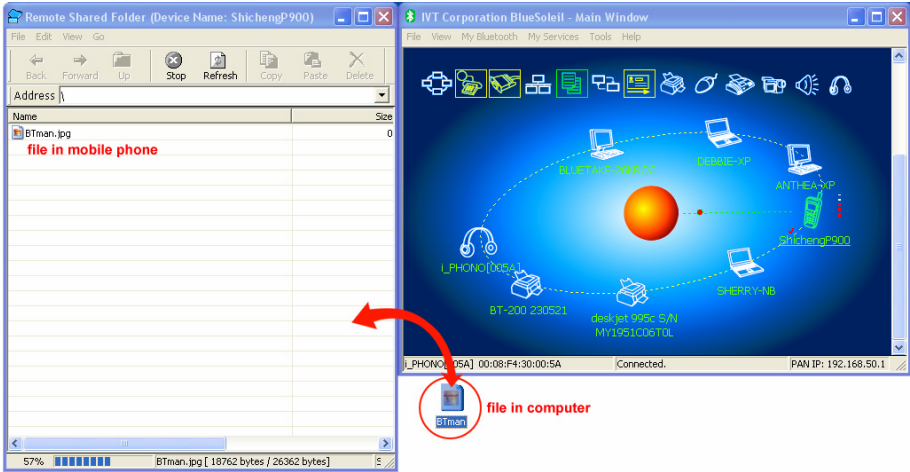 Remote Shared Folder (Device Name: ShichengP900)
File Edit View Go
Back Forward Up Stop Refresh Copy Paste Delete
Address \
Name Size
BTman.jpg 0
file in mobile phone
57% BTman.jpg [ 18762 bytes / 26362 bytes] S
IVT Corporation BlueSoleil - Main Window
File View My Bluetooth My Services Tools Help
DEBBIE-XP
ANTHEA-XP
ShichengP900
i_PHONO[005A]
SHERRY-NB
BT-200 230521
deskjet 995c S/N
MY1951C06T0L
i_PHONO[005A] 00:08:F4:30:00:5A Connected. PAN IP: 192.168.50.1
file in computer
BTman